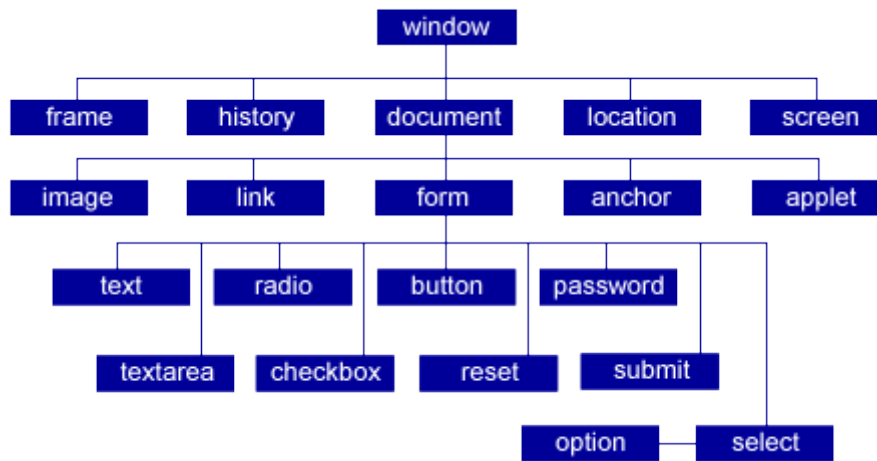 window
frame history document location screen
image link form anchor applet
text radio button password
textarea checkbox reset submit
option select